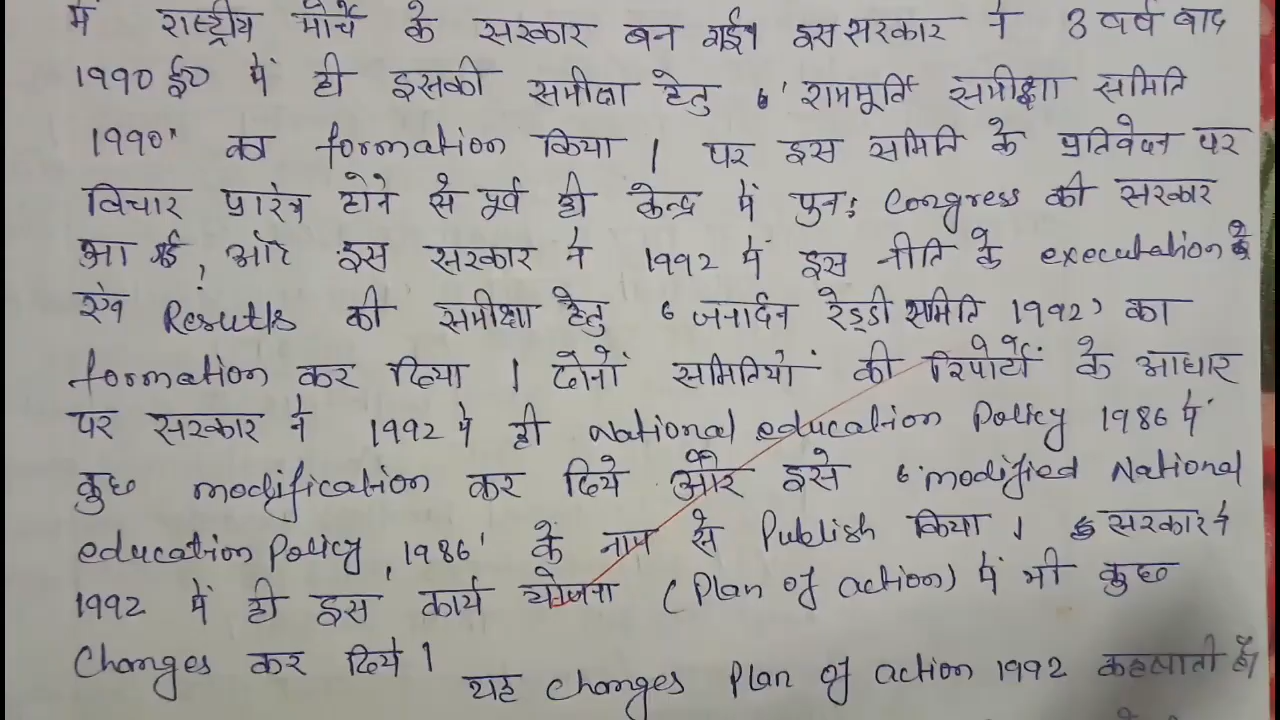 में राष्ट्रीय मोर्चे के सरकार बन गई। इस सरकार ने 3 वर्ष बाद
1990 ई० में ही इसकी समीक्षा हेतु ' राममूर्ति समीक्षा समिति
1990' का formation किया । पर इस समिति के प्रतिवेदन पर
विचार प्रारंभ होने से पूर्व ही केन्द्र में पुनः Congress की सरकार
आ गई, और इस सरकार ने 1992 में इस नीति के executation के
एवं Results की समीक्षा हेतु ' जनार्दन रेड्डी समिति 1992' का
formation कर दिया । दोनों समितियों की रिपोर्टों के आधार
पर सरकार ने 1992 में ही National education Policy 1986 में
कुछ modification कर दिये और इसे 'modified National
education Policy, 1986' के नाम से Publish किया । सरकार ने
1992 में ही इस कार्य योजना (Plan of action) में भी कुछ
Changes कर दिये ।
यह Changes Plan of action 1992 कहलाती है।